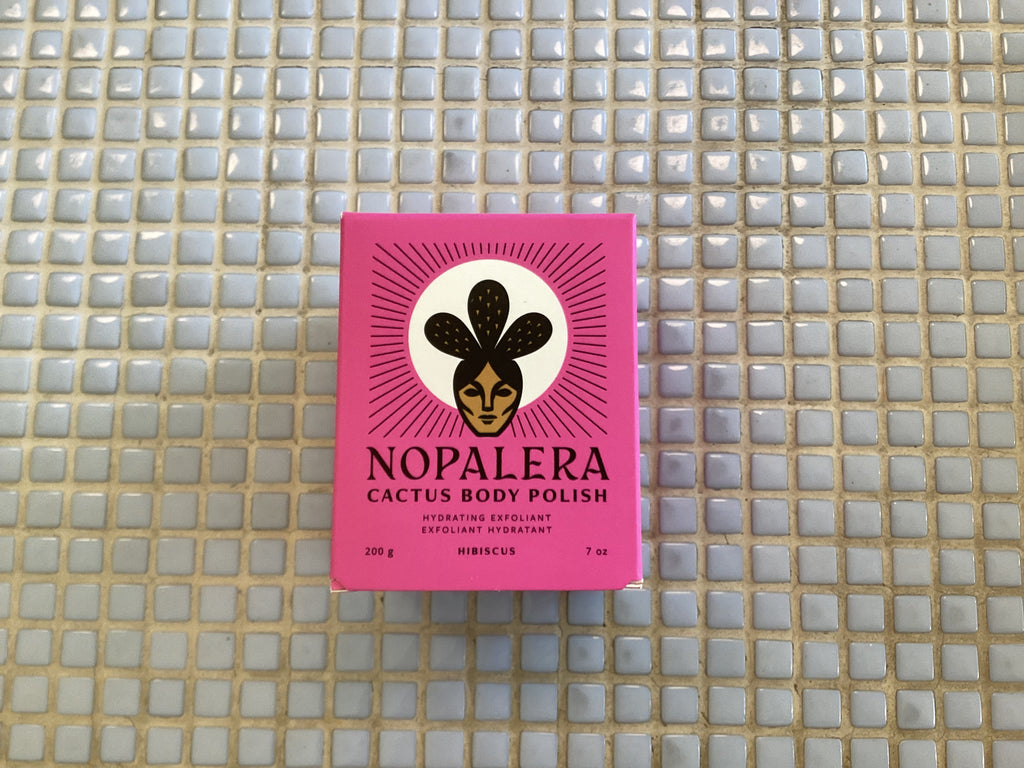 NOPALERA
CACTUS BODY POLISH
HYDRATING EXFOLIANT
EXFOLIANT HYDRATANT
200 g HIBISCUS 7 oz